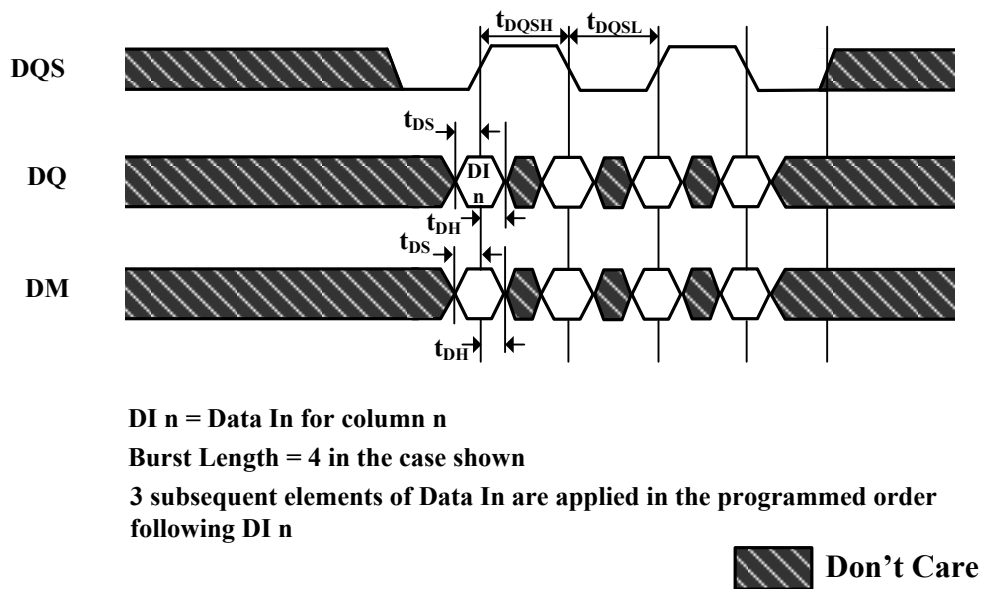 tDQSH tDQSL
DQS
tDS
DQ
DI
n
tDH
tDS
DM
tDH
DI n = Data In for column n
Burst Length = 4 in the case shown
3 subsequent elements of Data In are applied in the programmed order
following DI n
Don’t Care